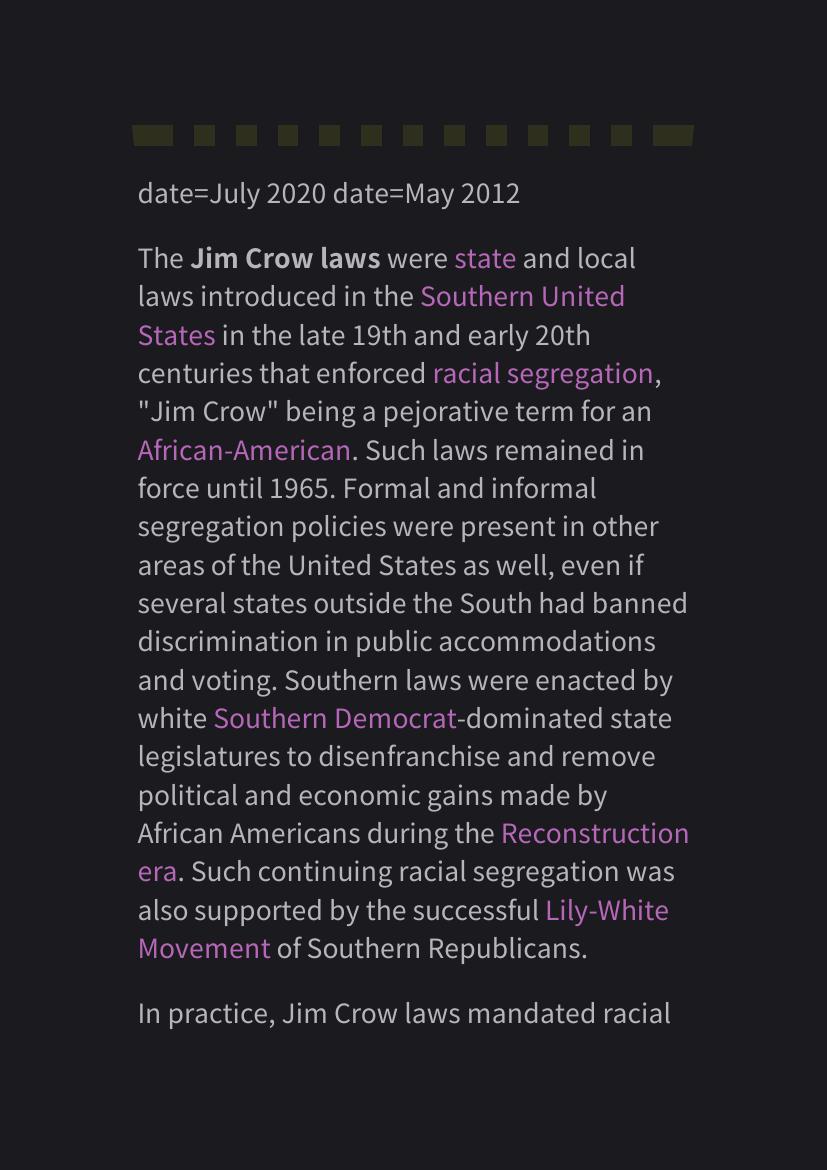 date=July 2020 date=May 2012
The Jim Crow laws were state and local
laws introduced in the Southern United
States in the late 19th and early 20th
centuries that enforced racial segregation,
"Jim Crow" being a pejorative term for an
African-American. Such laws remained in
force until 1965. Formal and informal
segregation policies were present in other
areas of the United States as well, even if
several states outside the South had banned
discrimination in public accommodations
and voting. Southern laws were enacted by
white Southern Democrat-dominated state
legislatures to disenfranchise and remove
political and economic gains made by
African Americans during the Reconstruction
era. Such continuing racial segregation was
also supported by the successful Lily-White
Movement of Southern Republicans.
In practice, Jim Crow laws mandated racial